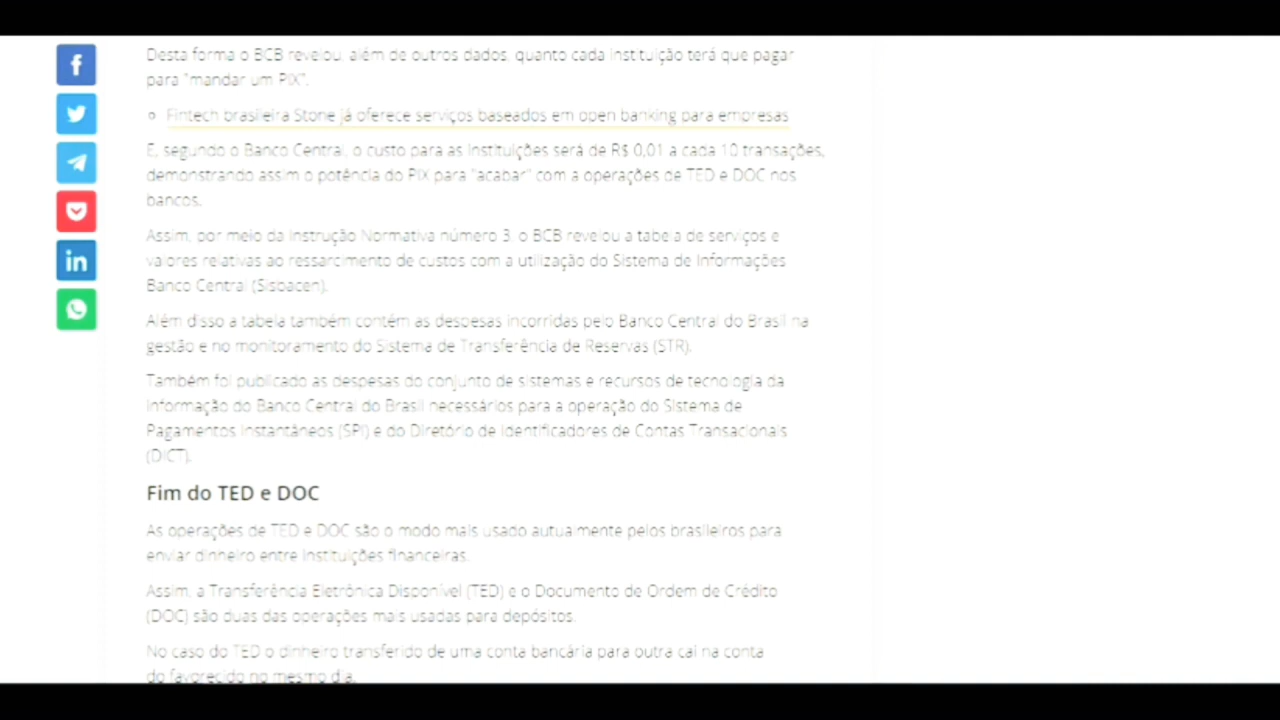 Desta forma o BCB revelou, além de outros dados, quanto cada instituição terá que pagar
para "mandar um PIX".
Fintech brasileira Stone já oferece serviços baseados em open banking para empresas
E, segundo o Banco Central, o custo para as instituições será de R$ 0,01 a cada 10 transações,
demonstrando assim o potência do PIX para "acabar" com a operações de TED e DOC nos
bancos.
Assim, por meio da Instrução Normativa número 3, o BCB revelou a tabela de serviços e
valores relativas ao ressarcimento de custos com a utilização do Sistema de Informações
Banco Central (Sisbacen).
Além disso a tabela também contém as despesas incorridas pelo Banco Central do Brasil na
gestão e no monitoramento do Sistema de Transferência de Reservas (STR).
Também foi publicado as despesas do conjunto de sistemas e recursos de tecnologia da
informação do Banco Central do Brasil necessários para a operação do Sistema de
Pagamentos Instantâneos (SPI) e do Diretório de Identificadores de Contas Transacionais
(DICT).
Fim do TED e DOC
As operações de TED e DOC são o modo mais usado autualmente pelos brasileiros para
enviar dinheiro entre instituições financeiras.
Assim, a Transferência Eletrônica Disponível (TED) e o Documento de Ordem de Crédito
(DOC) são duas das operações mais usadas para depósitos.
No caso do TED o dinheiro transferido de uma conta bancária para outra cai na conta
do favorecido no mesmo dia.